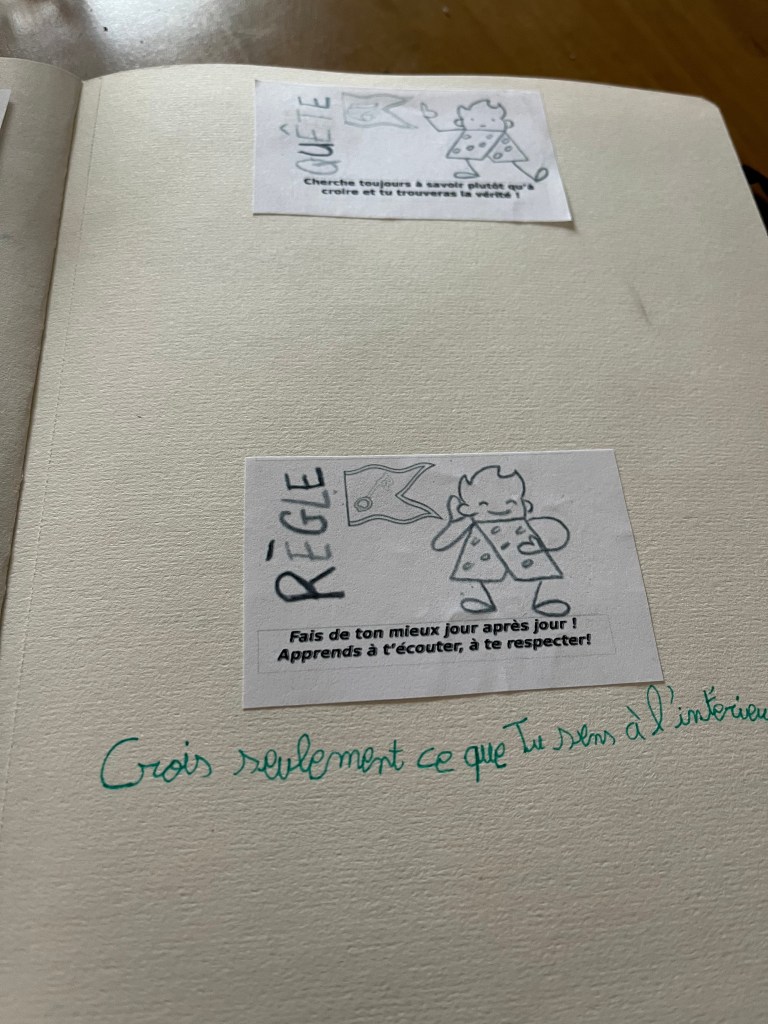 QUÊTE
Cherche toujours à savoir plutôt qu'à
croire et tu trouveras la vérité !
RÈGLE
Fais de ton mieux jour après jour !
Apprends à t'écouter, à te respecter!
Crois seulement ce que Tu sens à l'intérieu